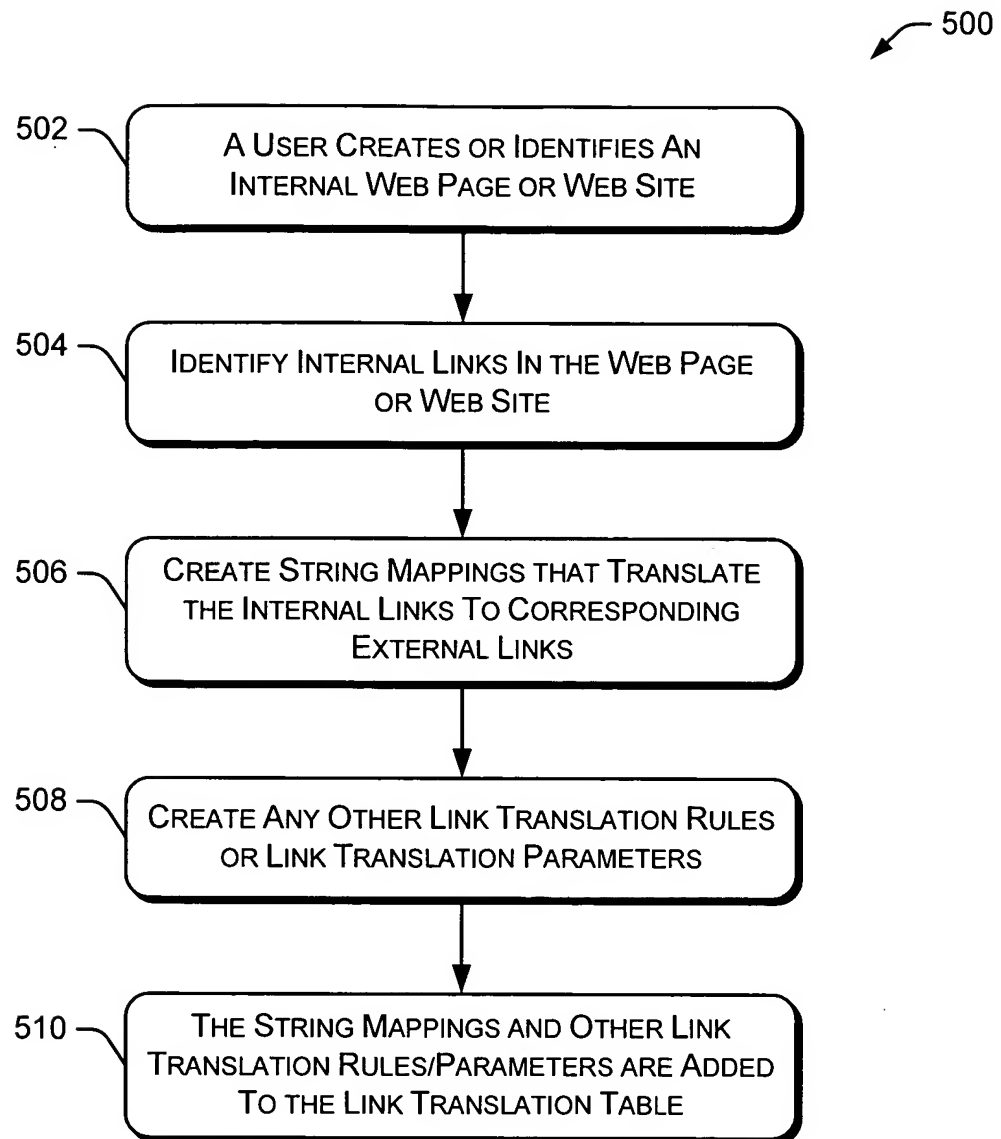 500
502
A USER CREATES OR IDENTIFIES AN
INTERNAL WEB PAGE OR WEB SITE
504
IDENTIFY INTERNAL LINKS IN THE WEB PAGE
OR WEB SITE
506
CREATE STRING MAPPINGS THAT TRANSLATE
THE INTERNAL LINKS TO CORRESPONDING
EXTERNAL LINKS
508
CREATE ANY OTHER LINK TRANSLATION RULES
OR LINK TRANSLATION PARAMETERS
510
THE STRING MAPPINGS AND OTHER LINK
TRANSLATION RULES/PARAMETERS ARE ADDED
TO THE LINK TRANSLATION TABLE